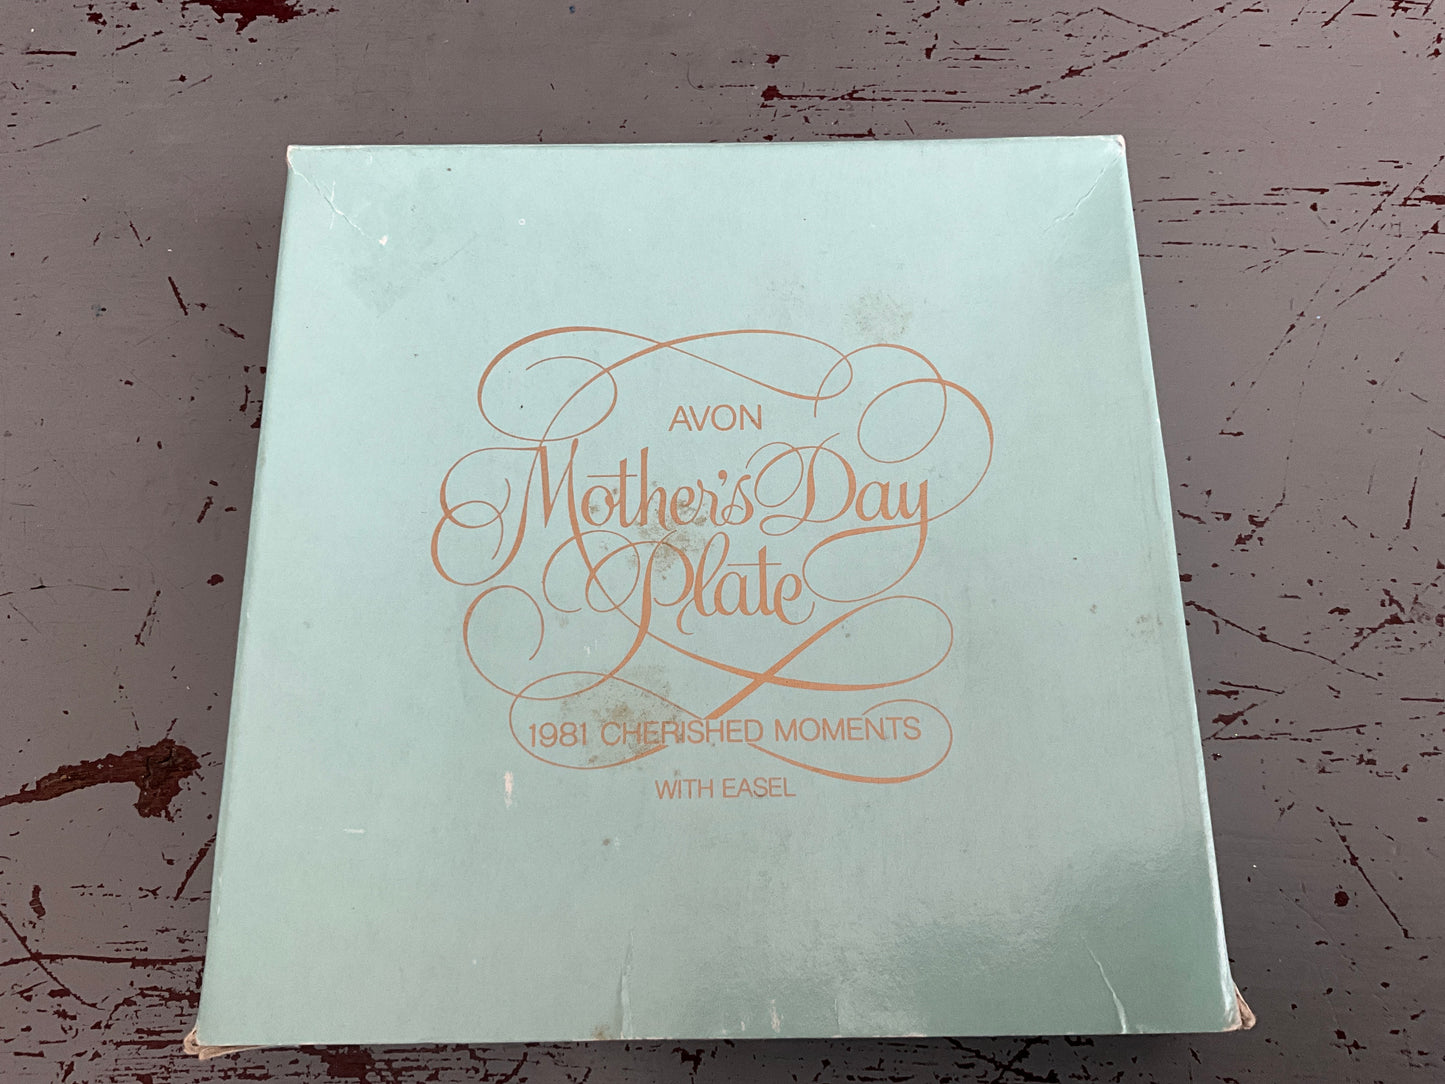 AVON
Mother's Day
Plate
1981 CHERISHED MOMENTS
WITH EASEL